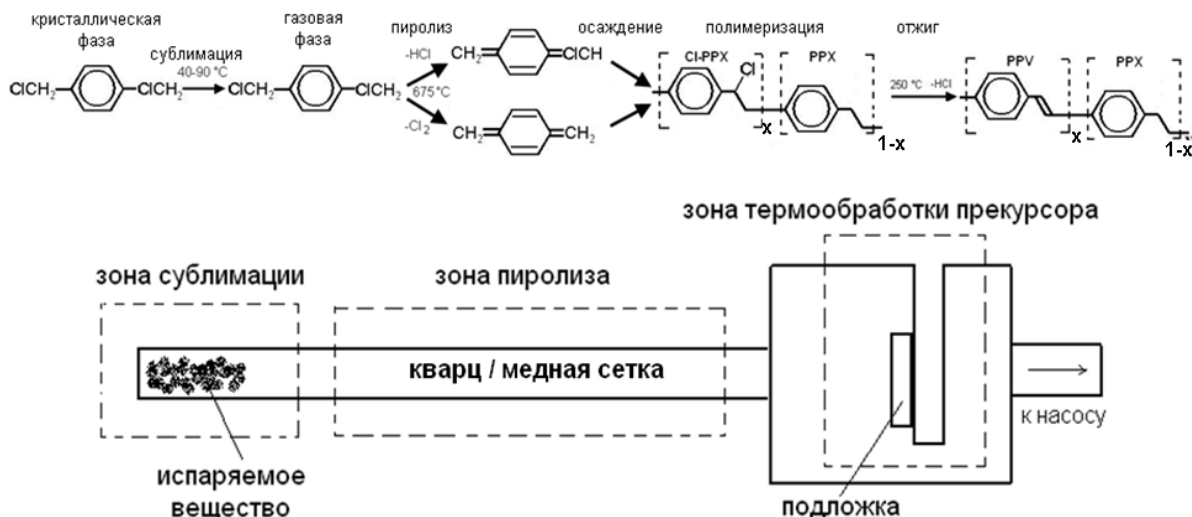 кристаллическая фаза
сублимация
газовая фаза
пиролиз
осаждение
полимеризация
отжиг
ClCH₂
ClCH₂
40-90 °C
ClCH₂
ClCH₂
-HCl
675°C
-Cl₂
CH₂
ClCH
CH₂
CH₂
Cl-PPX
Cl
x
PPX
1-x
250 °C -HCl
PPV
x
PPX
1-x
зона термообработки прекурсора
зона сублимации
зона пиролиза
кварц / медная сетка
к насосу
испаряемое
вещество
подложка